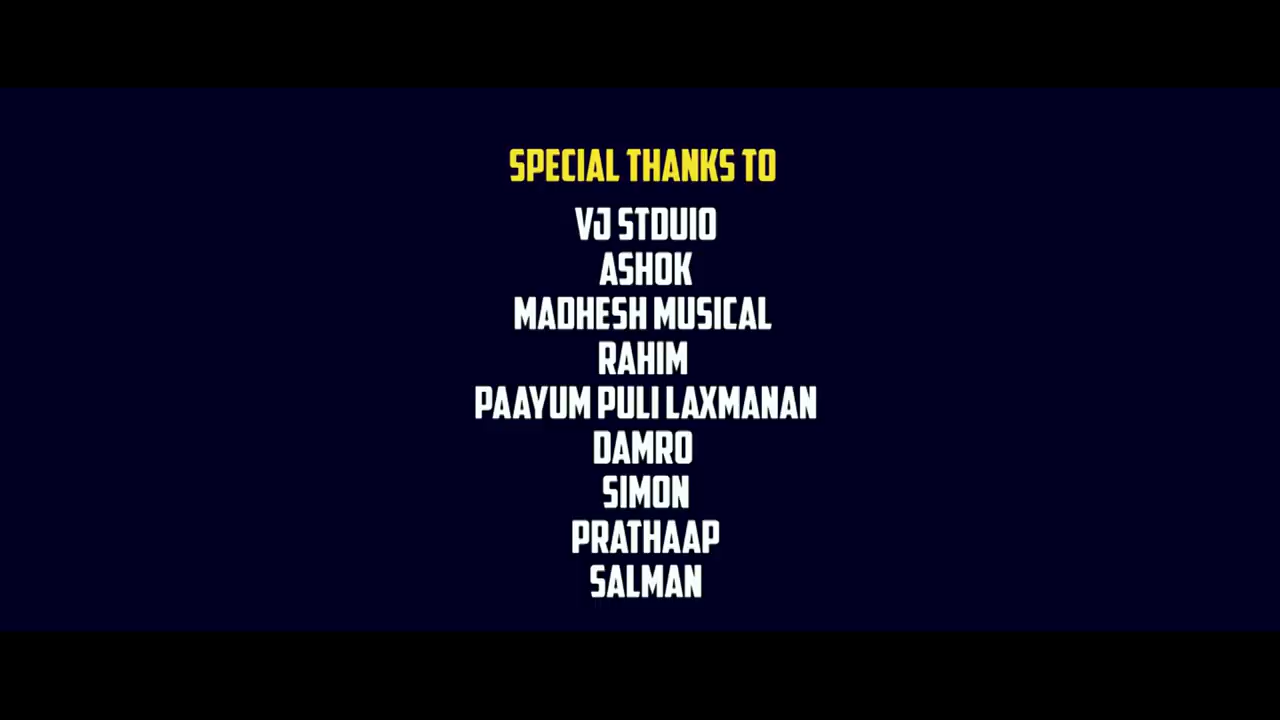 SPECIAL THANKS TO
VJ STDUIO
ASHOK
MADHESH MUSICAL
RAHIM
PAAYUM PULI LAXMANAN
DAMRO
SIMON
PRATHAAP
SALMAN